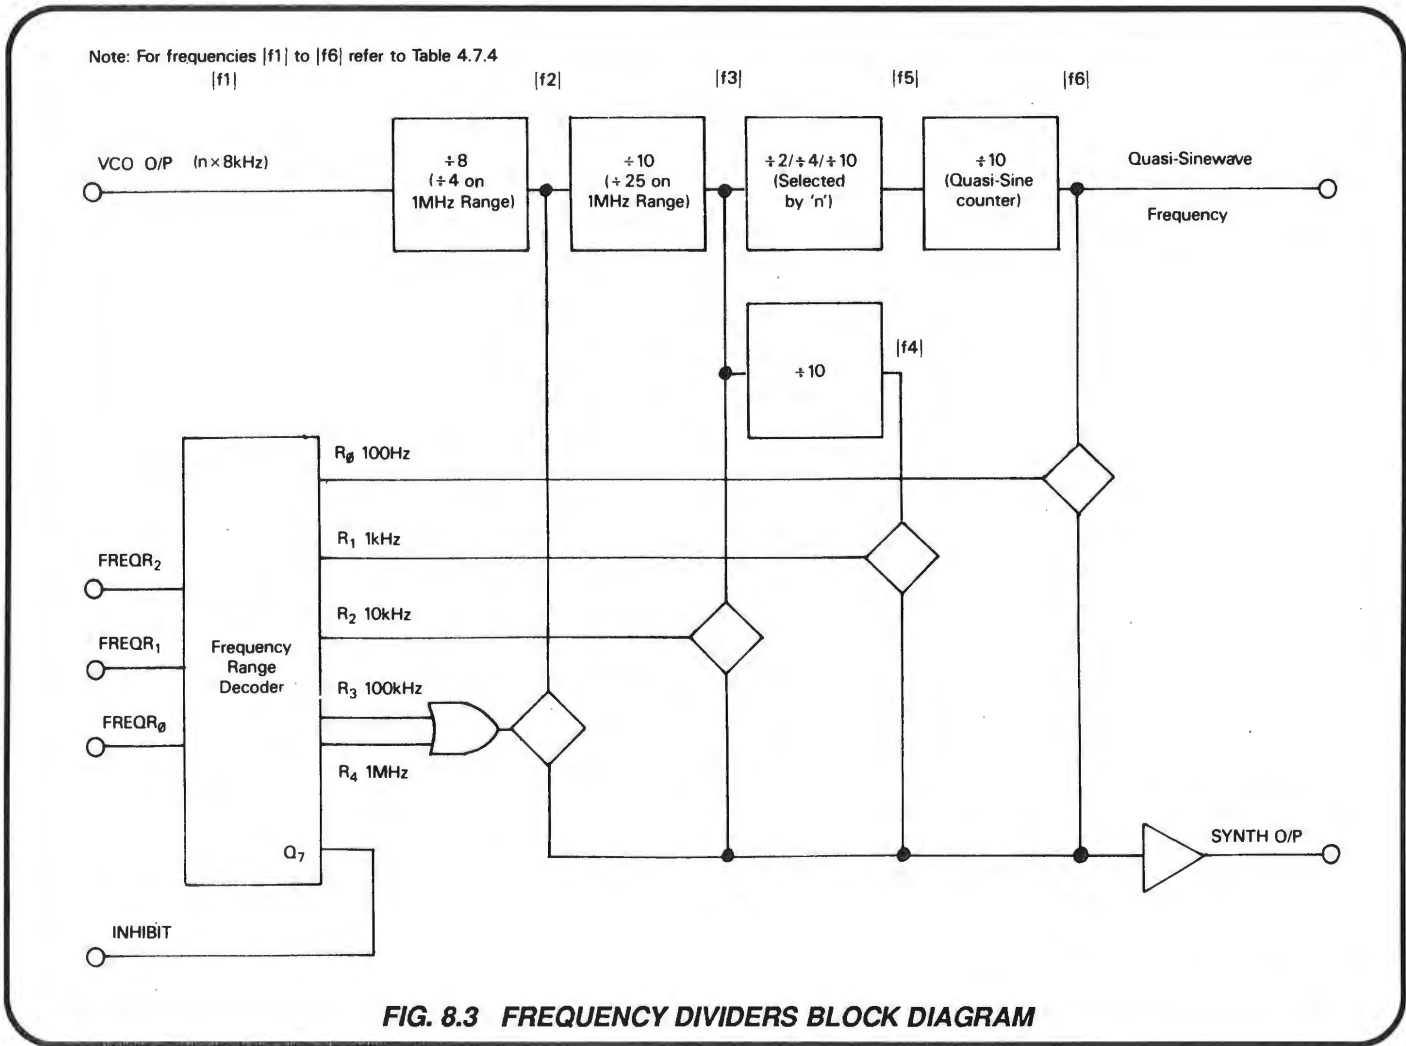 Note: For frequencies |f1| to |f6| refer to Table 4.7.4
|f1|
|f2|
|f3|
|f5|
|f6|
VCO O/P (n×8kHz)
÷8
(÷4 on
1MHz Range)
÷10
(÷25 on
1MHz Range)
÷2/÷4/÷10
(Selected
by 'n')
÷10
(Quasi-Sine
counter)
Quasi-Sinewave
Frequency
÷10
|f4|
R∅ 100Hz
R₁ 1kHz
R₂ 10kHz
R₃ 100kHz
R₄ 1MHz
FREQR₂
FREQR₁
FREQR∅
Frequency
Range
Decoder
Q₇
INHIBIT
SYNTH O/P
FIG. 8.3 FREQUENCY DIVIDERS BLOCK DIAGRAM